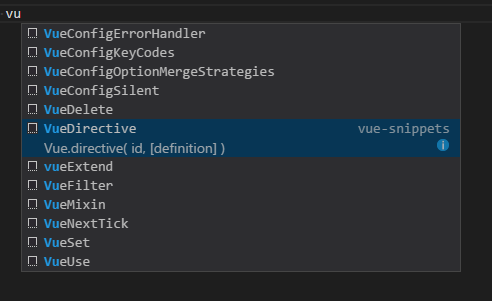 vu
VueConfigErrorHandler
VueConfigKeyCodes
VueConfigOptionMergeStrategies
VueConfigSilent
VueDelete
VueDirective vue-snippets
Vue.directive( id, [definition] )
vueExtend
VueFilter
VueMixin
VueNextTick
VueSet
VueUse